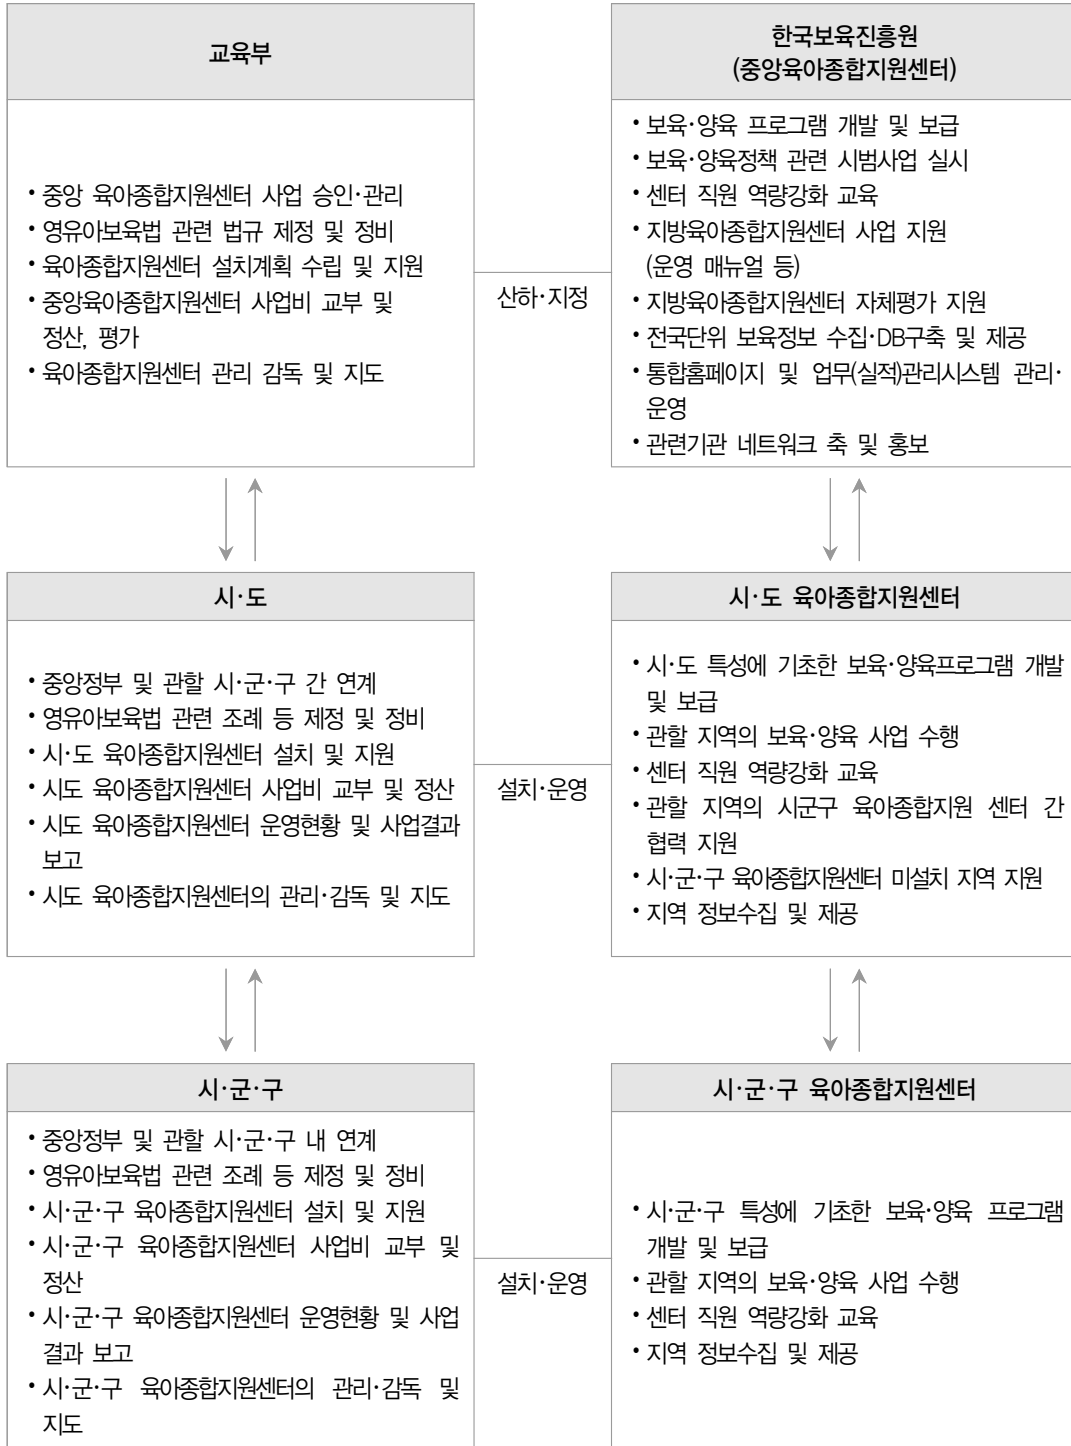 교육부
• 중앙 육아종합지원센터 사업 승인·관리
• 영유아보육법 관련 법규 제정 및 정비
• 육아종합지원센터 설치계획 수립 및 지원
• 중앙육아종합지원센터 사업비 교부 및
정산, 평가
• 육아종합지원센터 관리 감독 및 지도
산하·지정
한국보육진흥원
(중앙육아종합지원센터)
• 보육·양육 프로그램 개발 및 보급
• 보육·양육정책 관련 시범사업 실시
• 센터 직원 역량강화 교육
• 지방육아종합지원센터 사업 지원
(운영 매뉴얼 등)
• 지방육아종합지원센터 자체평가 지원
• 전국단위 보육정보 수집·DB구축 및 제공
• 통합홈페이지 및 업무(실적)관리시스템 관리·
운영
• 관련기관 네트워크 축 및 홍보
시·도
• 중앙정부 및 관할 시·군·구 간 연계
• 영유아보육법 관련 조례 등 제정 및 정비
• 시·도 육아종합지원센터 설치 및 지원
• 시도 육아종합지원센터 사업비 교부 및 정산
• 시도 육아종합지원센터 운영현황 및 사업결과
보고
• 시도 육아종합지원센터의 관리·감독 및 지도
설치·운영
시·도 육아종합지원센터
• 시·도 특성에 기초한 보육·양육프로그램 개발
및 보급
• 관할 지역의 보육·양육 사업 수행
• 센터 직원 역량강화 교육
• 관할 지역의 시군구 육아종합지원 센터 간
협력 지원
• 시·군·구 육아종합지원센터 미설치 지역 지원
• 지역 정보수집 및 제공
시·군·구
• 중앙정부 및 관할 시·군·구 내 연계
• 영유아보육법 관련 조례 등 제정 및 정비
• 시·군·구 육아종합지원센터 설치 및 지원
• 시·군·구 육아종합지원센터 사업비 교부 및
정산
• 시·군·구 육아종합지원센터 운영현황 및 사업
결과 보고
• 시·군·구 육아종합지원센터의 관리·감독 및
지도
설치·운영
시·군·구 육아종합지원센터
• 시·군·구 특성에 기초한 보육·양육 프로그램
개발 및 보급
• 관할 지역의 보육·양육 사업 수행
• 센터 직원 역량강화 교육
• 지역 정보수집 및 제공